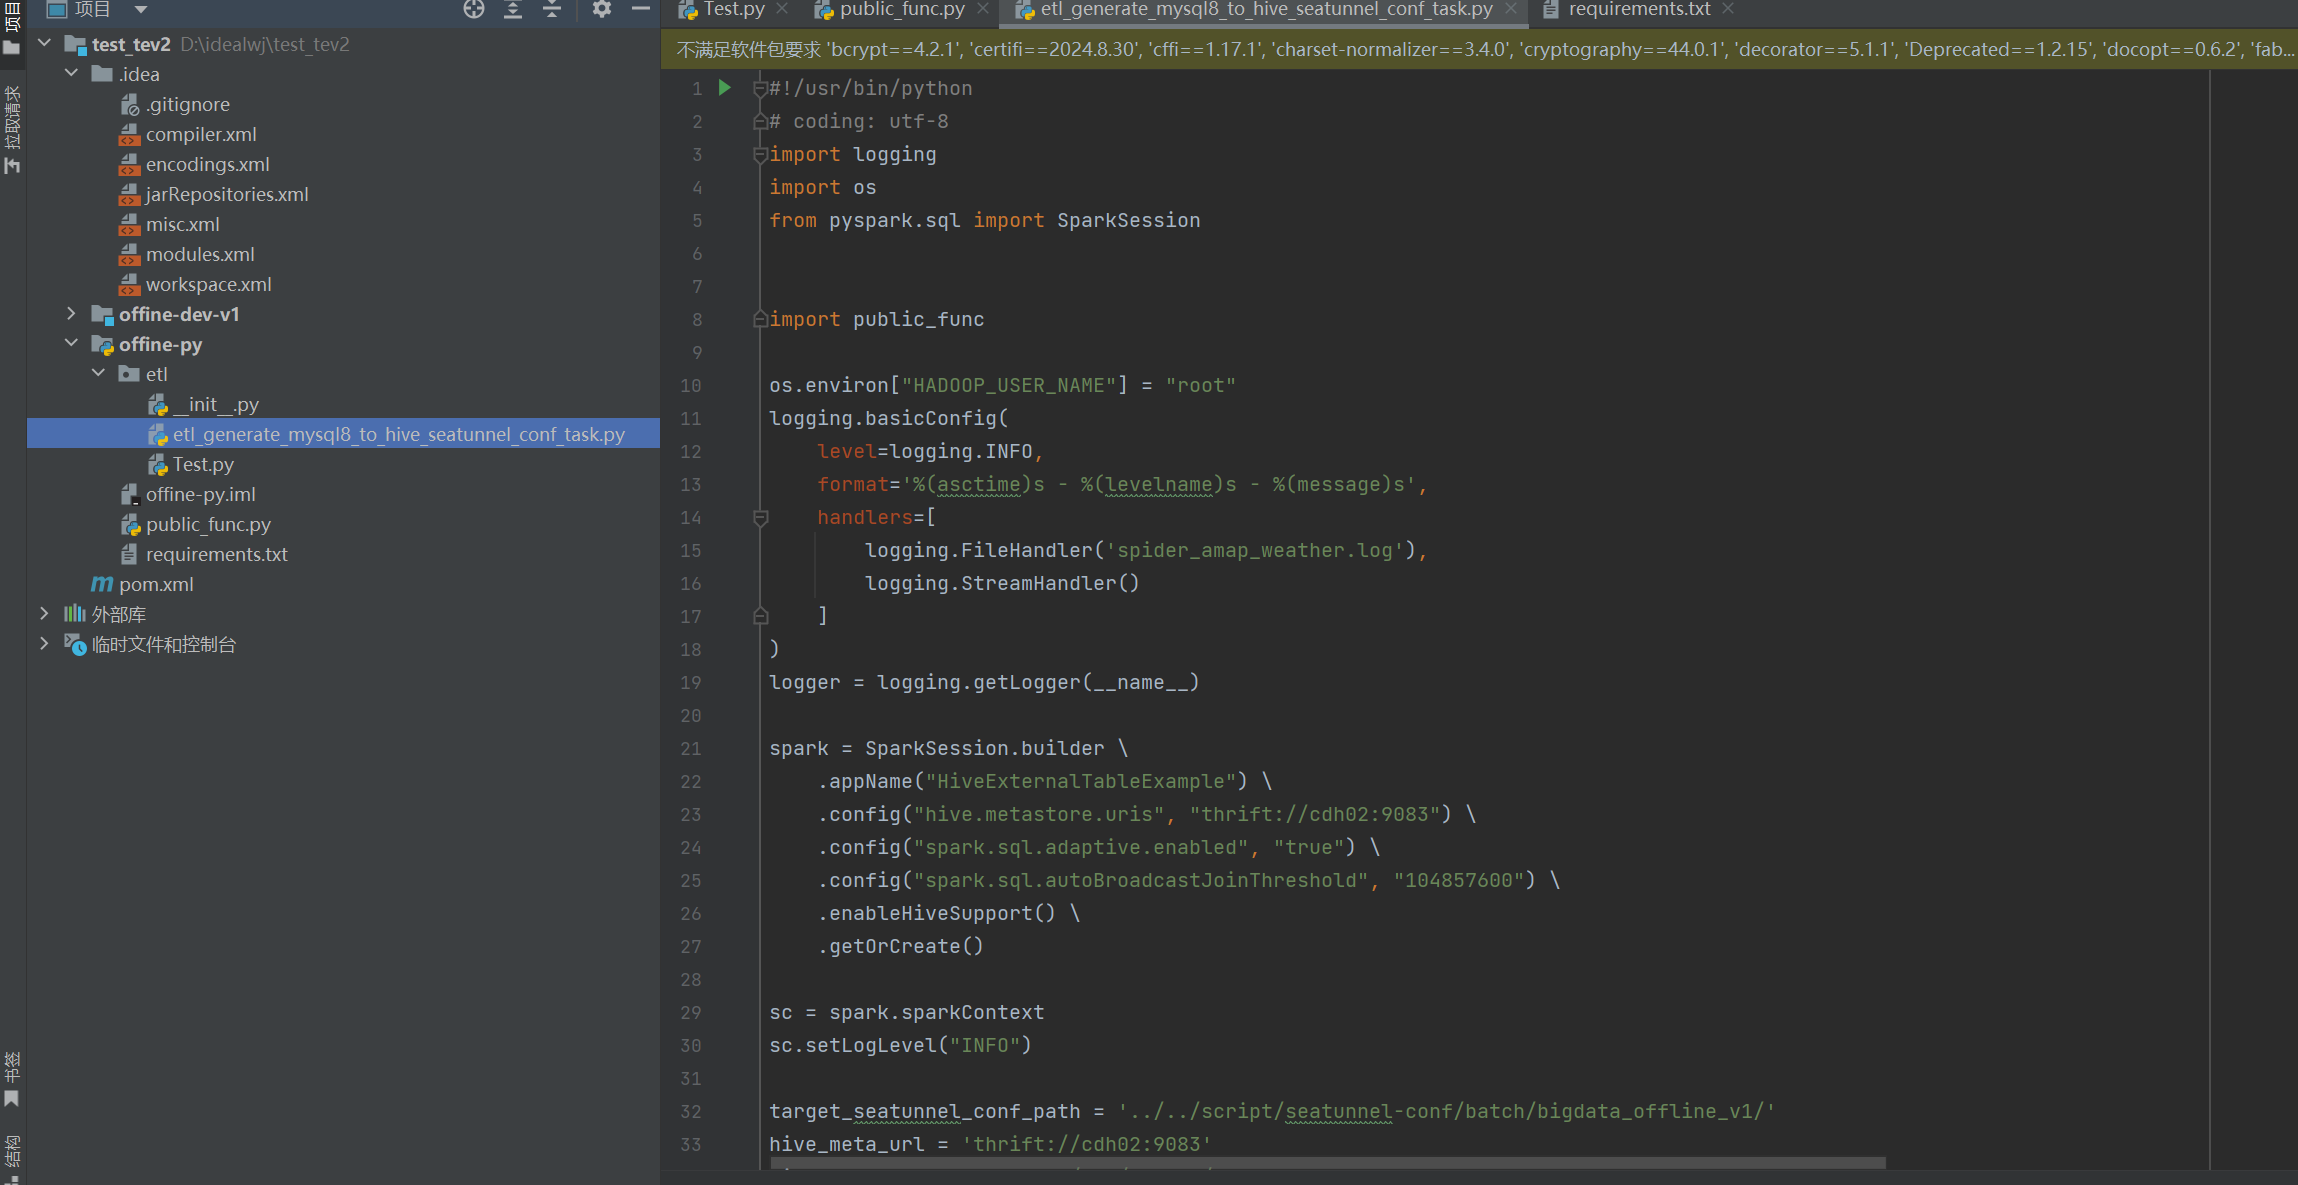 项目
Test.py
public_func.py
etl_generate_mysql8_to_hive_seatunnel_conf_task.py
requirements.txt
项目
拉取请求
书签
结构
test_tev2 D:\idealwj\test_tev2
.idea
.gitignore
compiler.xml
encodings.xml
jarRepositories.xml
misc.xml
modules.xml
workspace.xml
offine-dev-v1
offine-py
etl
__init__.py
etl_generate_mysql8_to_hive_seatunnel_conf_task.py
Test.py
offine-py.iml
public_func.py
requirements.txt
pom.xml
外部库
临时文件和控制台
不满足软件包要求 'bcrypt==4.2.1', 'certifi==2024.8.30', 'cffi==1.17.1', 'charset-normalizer==3.4.0', 'cryptography==44.0.1', 'decorator==5.1.1', 'Deprecated==1.2.15', 'docopt==0.6.2', 'fab...
1 #!/usr/bin/python
2 # coding: utf-8
3 import logging
4 import os
5 from pyspark.sql import SparkSession
6
7
8 import public_func
9
10 os.environ["HADOOP_USER_NAME"] = "root"
11 logging.basicConfig(
12 level=logging.INFO,
13 format='%(asctime)s - %(levelname)s - %(message)s',
14 handlers=[
15 logging.FileHandler('spider_amap_weather.log'),
16 logging.StreamHandler()
17 ]
18 )
19 logger = logging.getLogger(__name__)
20
21 spark = SparkSession.builder \
22 .appName("HiveExternalTableExample") \
23 .config("hive.metastore.uris", "thrift://cdh02:9083") \
24 .config("spark.sql.adaptive.enabled", "true") \
25 .config("spark.sql.autoBroadcastJoinThreshold", "104857600") \
26 .enableHiveSupport() \
27 .getOrCreate()
28
29 sc = spark.sparkContext
30 sc.setLogLevel("INFO")
31
32 target_seatunnel_conf_path = '../../script/seatunnel-conf/batch/bigdata_offline_v1/'
33 hive_meta_url = 'thrift://cdh02:9083'